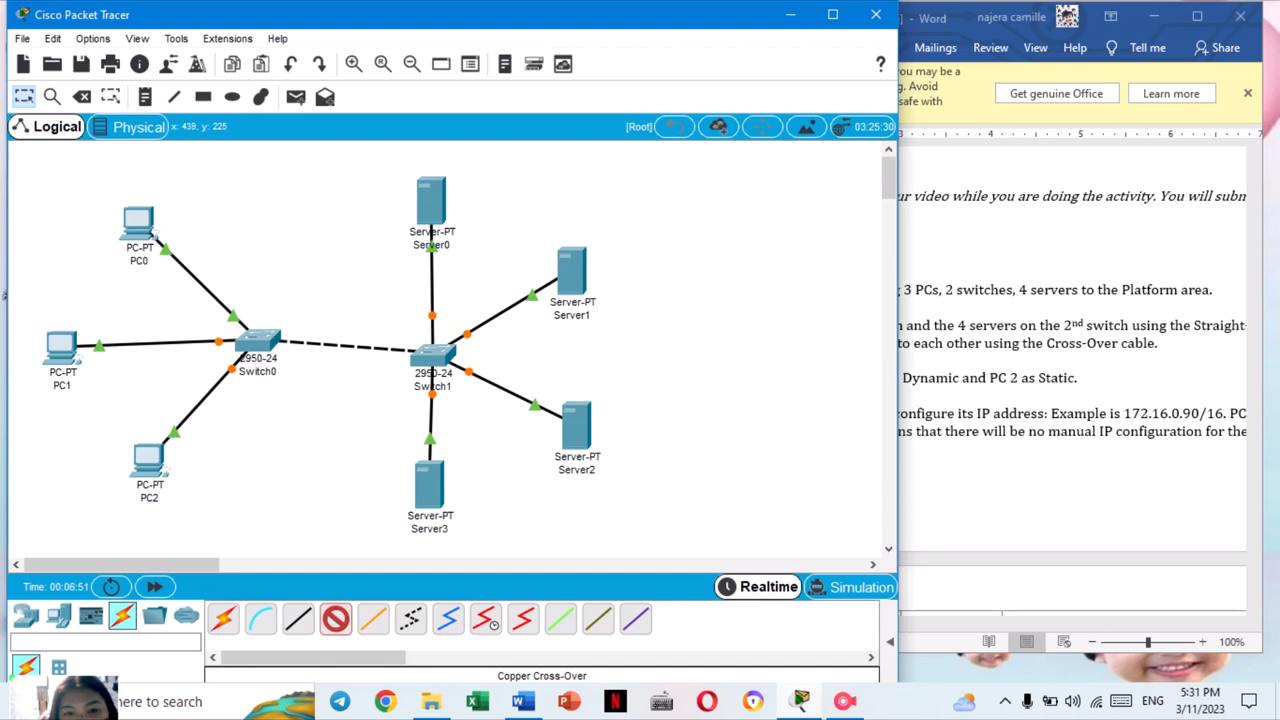 Cisco Packet Tracer
File Edit Options View Tools Extensions Help
?
Logical Physical x: 439, y: 225 [Root] 03:25:30
PC-PT
PC0
PC-PT
PC1
PC-PT
PC2
2950-24
Switch0
2950-24
Switch1
Server-PT
Server0
Server-PT
Server1
Server-PT
Server2
Server-PT
Server3
Time: 00:06:51 Realtime Simulation
Copper Cross-Over
] - Word najera camille
Mailings Review View Help Tell me Share
you may be a
g. Avoid
safe with
Get genuine Office Learn more
3 4 5 6 7
ur video while you are doing the activity. You will subm
g 3 PCs, 2 switches, 4 servers to the Platform area.
n and the 4 servers on the 2nd switch using the Straight-
to each other using the Cross-Over cable.
Dynamic and PC 2 as Static.
configure its IP address: Example is 172.16.0.90/16. PC
ns that there will be no manual IP configuration for the
100%
here to search
ENG
5:31 PM
3/11/2023